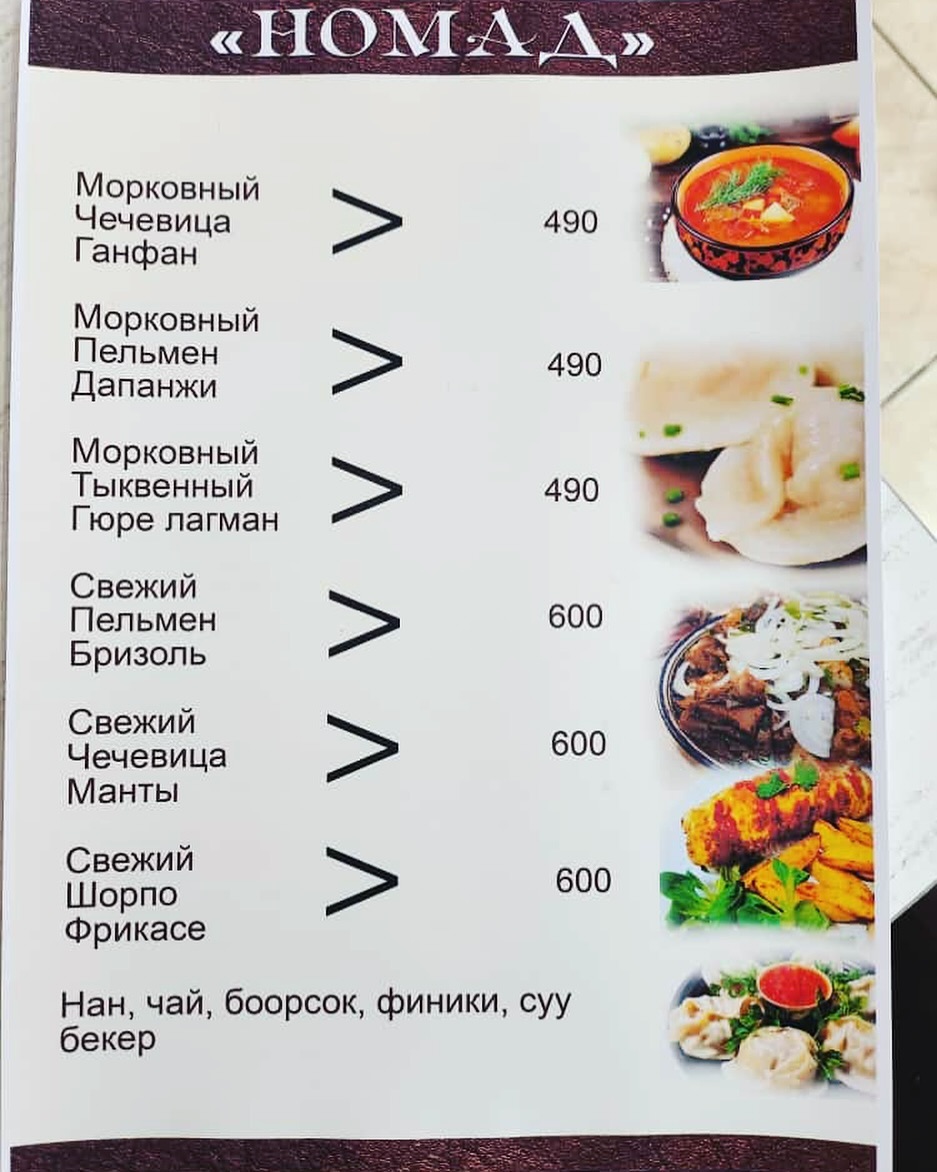 «НОМАД»
Морковный
Чечевица
Ганфан
>
490
Морковный
Пельмен
Дапанжи
>
490
Морковный
Тыквенный
Гюре лагман
>
490
Свежий
Пельмен
Бризоль
>
600
Свежий
Чечевица
Манты
>
600
Свежий
Шорпо
Фрикасе
>
600
Нан, чай, боорсок, финики, суу
бекер